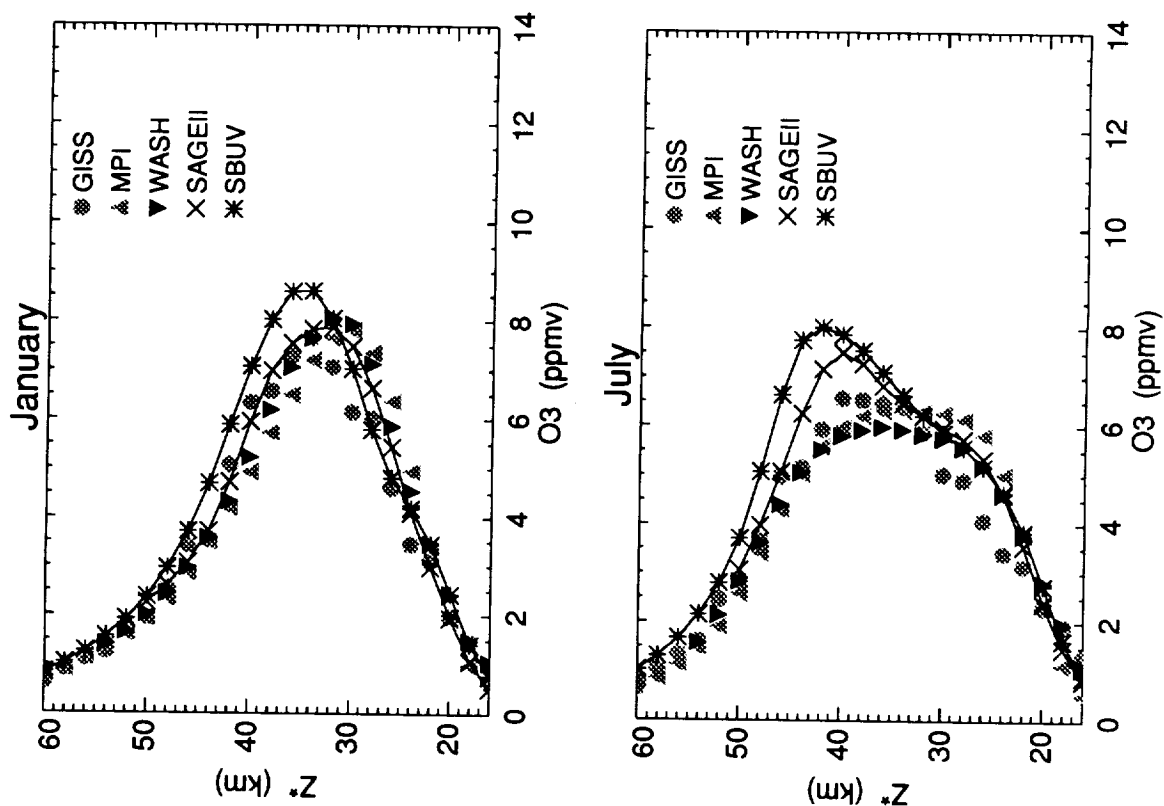 January
60
50
40
30
20
Z* (km)
0
2
4
6
8
10
12
14
O3 (ppmv)
GISS
MPI
WASH
SAGEII
SBUV
July
60
50
40
30
20
Z* (km)
0
2
4
6
8
10
12
14
O3 (ppmv)
GISS
MPI
WASH
SAGEII
SBUV